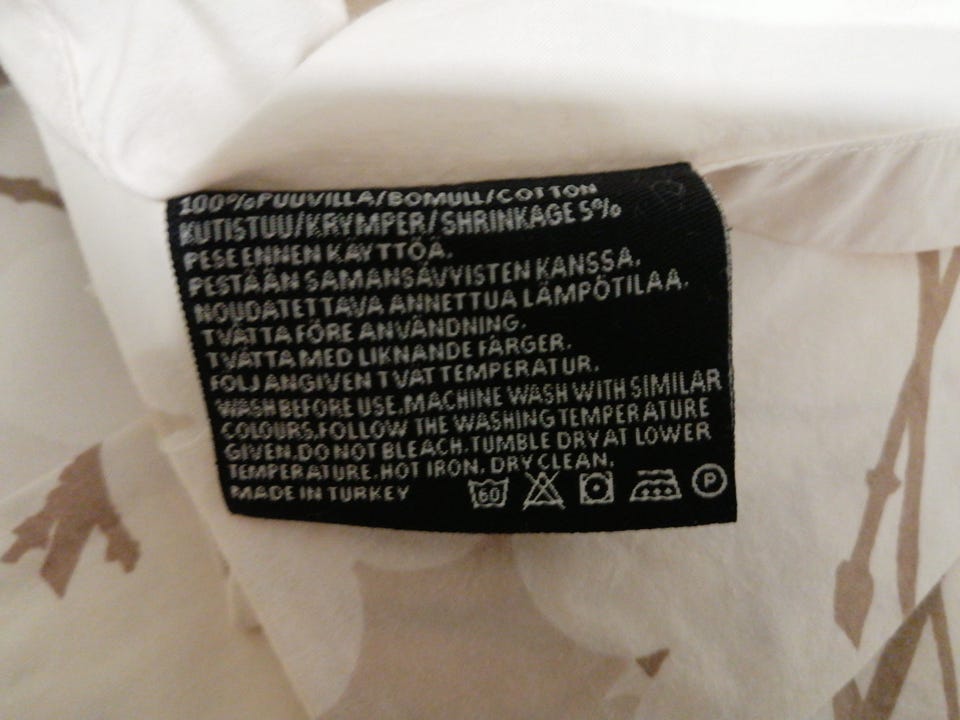 100%PUUVILLA/BOMULL/COTTON
KUTISTUU/KRYMPER/SHRINKAGE 5%
PESE ENNEN KÄYTTÖÄ.
PESTÄÄN SAMANSÄVYISTEN KANSSA.
NOUDATETTAVA ANNETTUA LÄMPÖTILAA.
TVÄTTA FÖRE ANVÄNDNING.
TVÄTTA MED LIKNANDE FÄRGER.
FÖLJ ANGIVEN TVÄTTEMPERATUR.
WASH BEFORE USE.MACHINE WASH WITH SIMILAR
COLOURS.FOLLOW THE WASHING TEMPERATURE
GIVEN.DO NOT BLEACH.TUMBLE DRY AT LOWER
TEMPERATURE.HOT IRON. DRY CLEAN.
MADE IN TURKEY 60 P